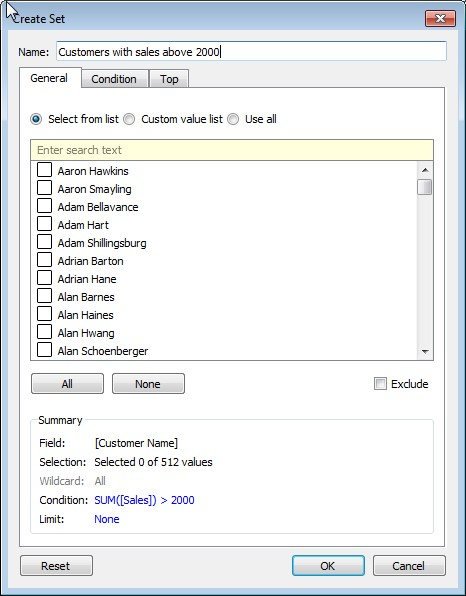 Create Set
Name: Customers with sales above 2000
General Condition Top
Select from list Custom value list Use all
Enter search text
Aaron Hawkins
Aaron Smayling
Adam Bellavance
Adam Hart
Adam Shillingsburg
Adrian Barton
Adrian Hane
Alan Barnes
Alan Haines
Alan Hwang
Alan Schoenberger
All None Exclude
Summary
Field: [Customer Name]
Selection: Selected 0 of 512 values
Wildcard: All
Condition: SUM([Sales]) > 2000
Limit: None
Reset OK Cancel